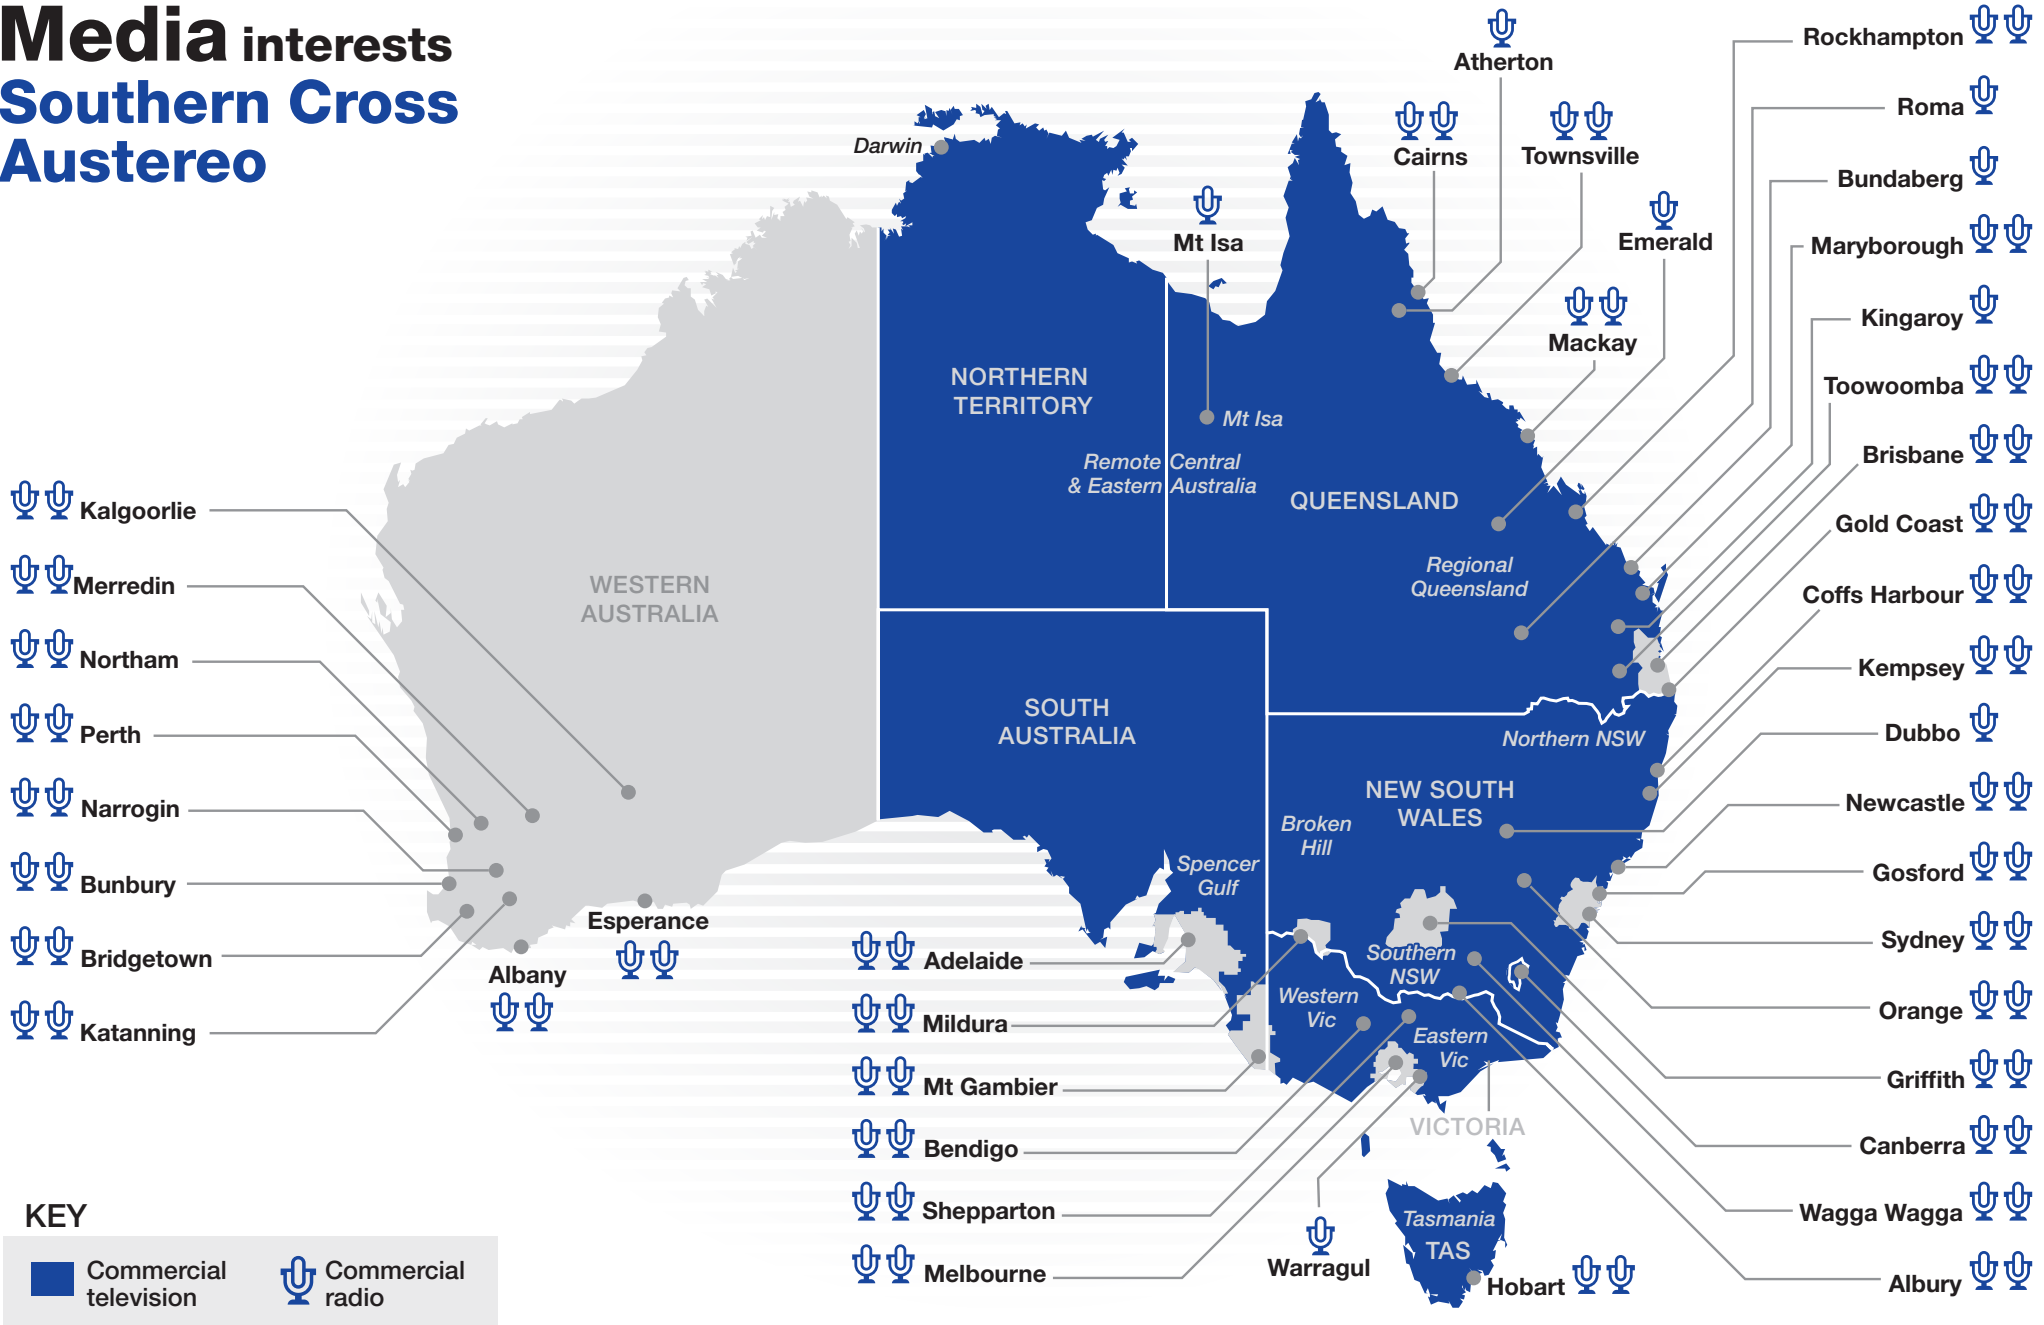 Media interests
Southern Cross
Austereo
Darwin
Atherton
Cairns
Townsville
Mt Isa
Emerald
Mackay
Rockhampton
Roma
Bundaberg
Maryborough
Kingaroy
Toowoomba
Brisbane
Gold Coast
Coffs Harbour
Kempsey
Dubbo
Newcastle
Gosford
Sydney
Orange
Griffith
Canberra
Wagga Wagga
Albury
NORTHERN
TERRITORY
Mt Isa
Remote Central
& Eastern Australia
QUEENSLAND
Regional
Queensland
WESTERN
AUSTRALIA
SOUTH
AUSTRALIA
Northern NSW
NEW SOUTH
WALES
Broken
Hill
Spencer
Gulf
Southern
NSW
Western
Vic
Eastern
Vic
VICTORIA
Tasmania
TAS
Hobart
Kalgoorlie
Merredin
Northam
Perth
Narrogin
Bunbury
Bridgetown
Katanning
Esperance
Albany
Adelaide
Mildura
Mt Gambier
Bendigo
Shepparton
Melbourne
Warragul
KEY
Commercial
television
Commercial
radio